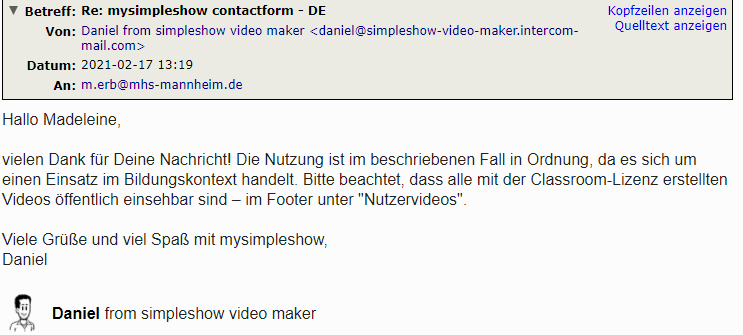 Betreff: Re: mysimpleshow contactform - DE
Kopfzeilen anzeigen
Von: Daniel from simpleshow video maker <daniel@simpleshow-video-maker.intercom-
Quelltext anzeigen
mail.com>
Datum: 2021-02-17 13:19
An: m.erb@mhs-mannheim.de
Hallo Madeleine,
vielen Dank für Deine Nachricht! Die Nutzung ist im beschriebenen Fall in Ordnung, da es sich um
einen Einsatz im Bildungskontext handelt. Bitte beachtet, dass alle mit der Classroom-Lizenz erstellten
Videos öffentlich einsehbar sind – im Footer unter "Nutzervideos".
Viele Grüße und viel Spaß mit mysimpleshow,
Daniel
Daniel from simpleshow video maker